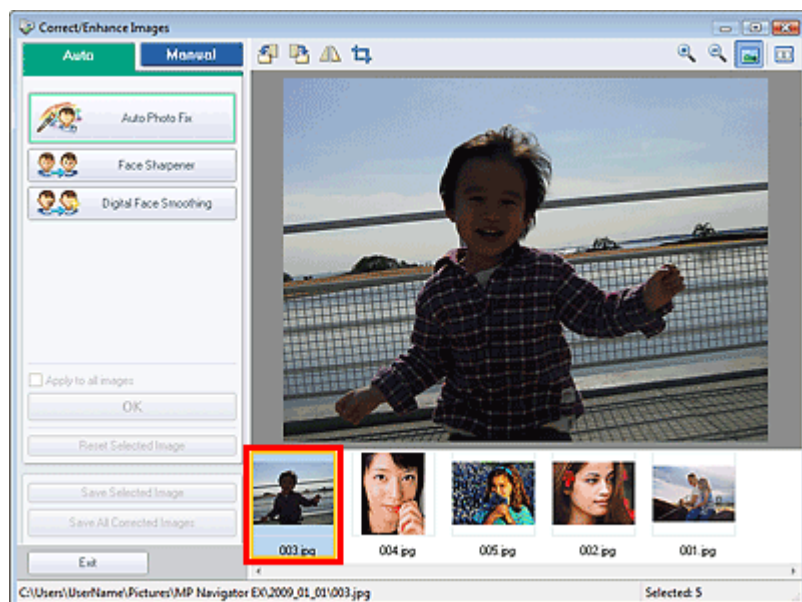 Correct/Enhance Images
Auto
Manual
Auto Photo Fix
Face Sharpener
Digital Face Smoothing
Apply to all images
OK
Reset Selected Image
Save Selected Image
Save All Corrected Images
Exit
003.jpg
004.jpg
005.jpg
002.jpg
001.jpg
C:\Users\UserName\Pictures\MP Navigator EX\2009_01_01\003.jpg
Selected: 5